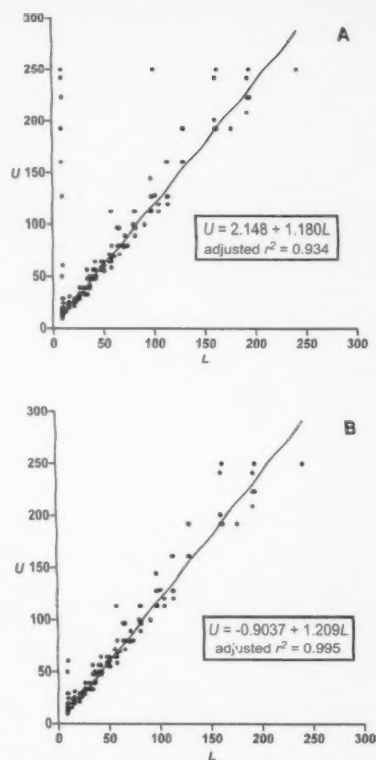 A
300
250
200
U 150
100
50
0
0 50 100 150 200 250 300
L
U = 2.148 + 1.180L
adjusted r² = 0.934
B
300
250
200
U 150
100
50
0
0 50 100 150 200 250 300
L
U = -0.9037 + 1.209L
adjusted r² = 0.995